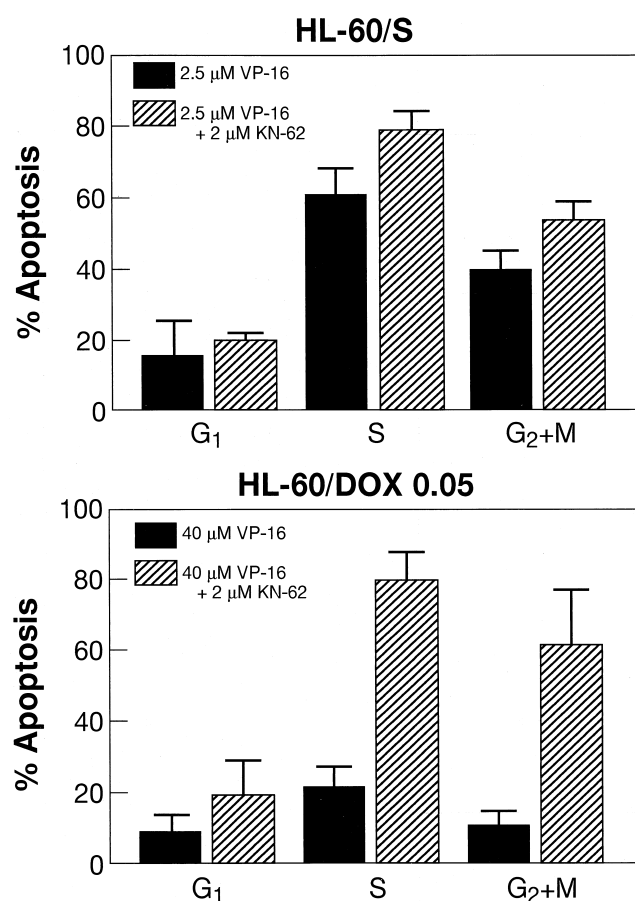 HL-60/S
% Apoptosis
100
80
60
40
20
0
2.5 µM VP-16
2.5 µM VP-16
+ 2 µM KN-62
G₁
S
G₂+M
HL-60/DOX 0.05
% Apoptosis
100
80
60
40
20
0
40 µM VP-16
40 µM VP-16
+ 2 µM KN-62
G₁
S
G₂+M